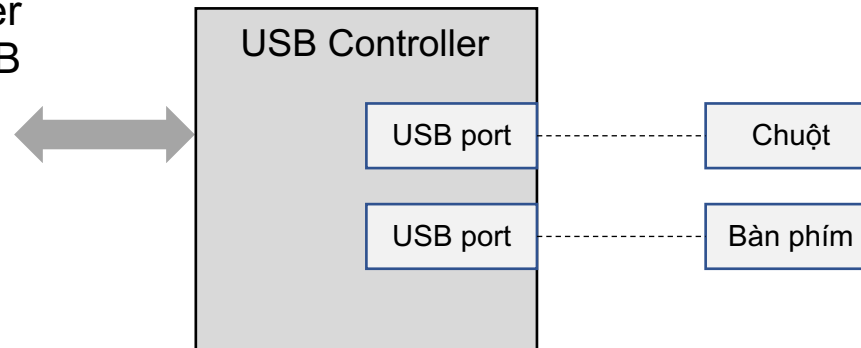 er
B
USB Controller
USB port
Chuột
USB port
Bàn phím